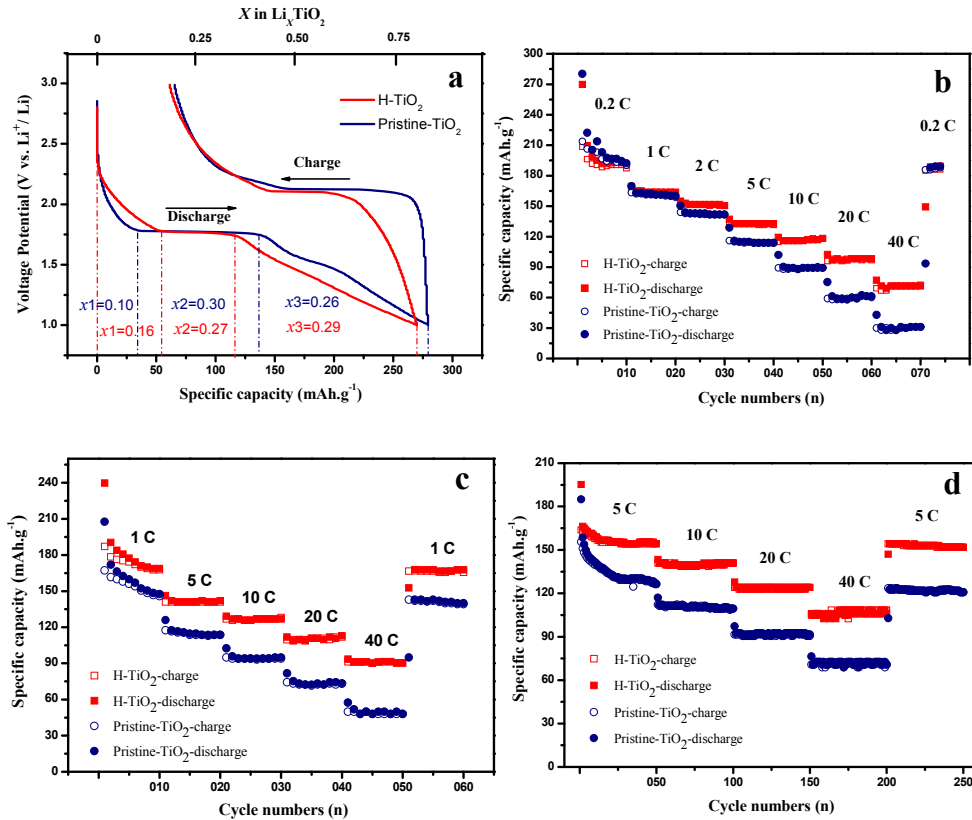 X in LiXTiO2
0.0 0.2 0.4 0.6 0.8
a
H-TiO2
Pristine-TiO2
Charge
Discharge
x1=0.10 x2=0.30 x3=0.26
x1=0.16 x2=0.27 x3=0.29
Voltage Potential (V vs. Li+/ Li)
3.0
2.5
2.0
1.5
1.0
0 50 100 150 200 250 300
Specific capacity (mAh.g-1)
b
0.2 C
1 C
2 C
5 C
10 C
20 C
40 C
0.2 C
H-TiO2-charge
H-TiO2-discharge
Pristine-TiO2-charge
Pristine-TiO2-discharge
Specific capacity (mAh.g-1)
300
270
240
210
180
150
120
90
60
30
0
010 020 030 040 050 060 070
Cycle numbers (n)
c
1 C
5 C
10 C
20 C
40 C
1 C
H-TiO2-charge
H-TiO2-discharge
Pristine-TiO2-charge
Pristine-TiO2-discharge
Specific capacity (mAh.g-1)
240
210
180
150
120
90
60
30
0
010 020 030 040 050 060
Cycle numbers (n)
d
5 C
10 C
20 C
40 C
5 C
H-TiO2-charge
H-TiO2-discharge
Pristine-TiO2-charge
Pristine-TiO2-discharge
Specific capacity (mAh.g-1)
210
180
150
120
90
60
30
0
050 100 150 200 250
Cycle numbers (n)